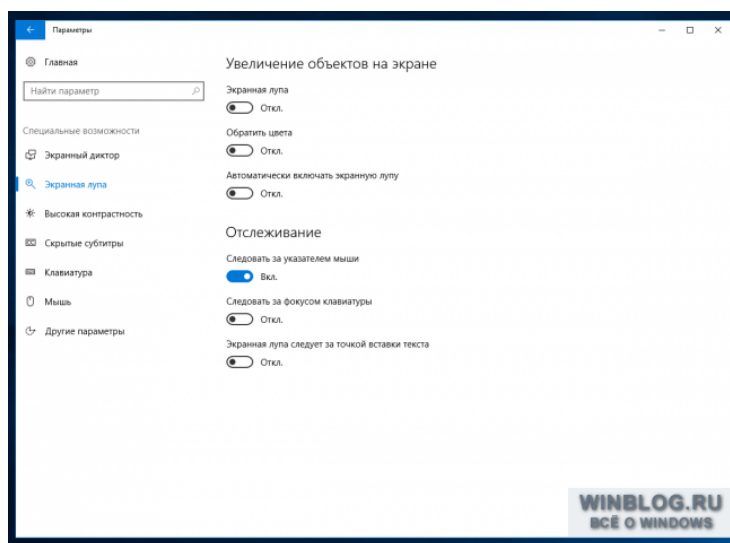 Параметры
Главная
Найти параметр
Специальные возможности
Экранный диктор
Экранная лупа
Высокая контрастность
Скрытые субтитры
Клавиатура
Мышь
Другие параметры
Увеличение объектов на экране
Экранная лупа
Откл.
Обратить цвета
Откл.
Автоматически включать экранную лупу
Откл.
Отслеживание
Следовать за указателем мыши
Вкл.
Следовать за фокусом клавиатуры
Откл.
Экранная лупа следует за точкой вставки текста
Откл.
WINBLOG.RU
ВСЁ О WINDOWS